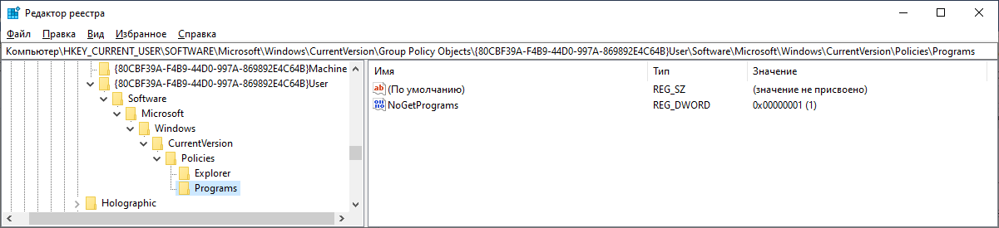 Редактор реестра
Файл Правка Вид Избранное Справка
Компьютер\HKEY_CURRENT_USER\SOFTWARE\Microsoft\Windows\CurrentVersion\Group Policy Objects\{80CBF39A-F4B9-44D0-997A-869892E4C64B}User\Software\Microsoft\Windows\CurrentVersion\Policies\Programs
{80CBF39A-F4B9-44D0-997A-869892E4C64B}Machine
{80CBF39A-F4B9-44D0-997A-869892E4C64B}User
Software
Microsoft
Windows
CurrentVersion
Policies
Explorer
Programs
Holographic
Имя Тип Значение
(По умолчанию) REG_SZ (значение не присвоено)
NoGetPrograms REG_DWORD 0x00000001 (1)